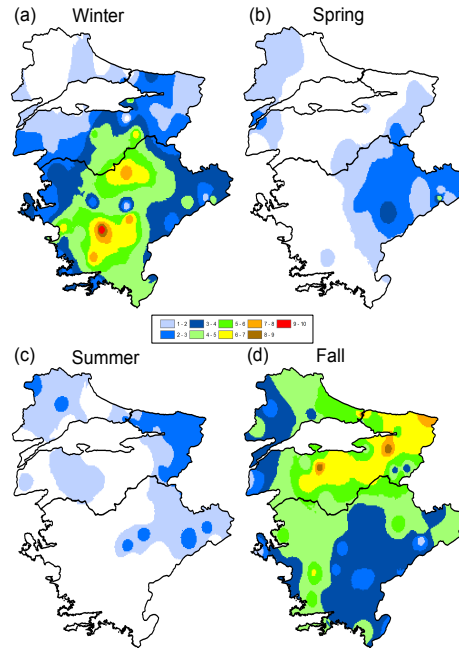 (a) Winter
(b) Spring
1 - 2 3 - 4 5 - 6 7 - 8 9 - 10
2 - 3 4 - 5 6 - 7 8 - 9
(c) Summer
(d) Fall